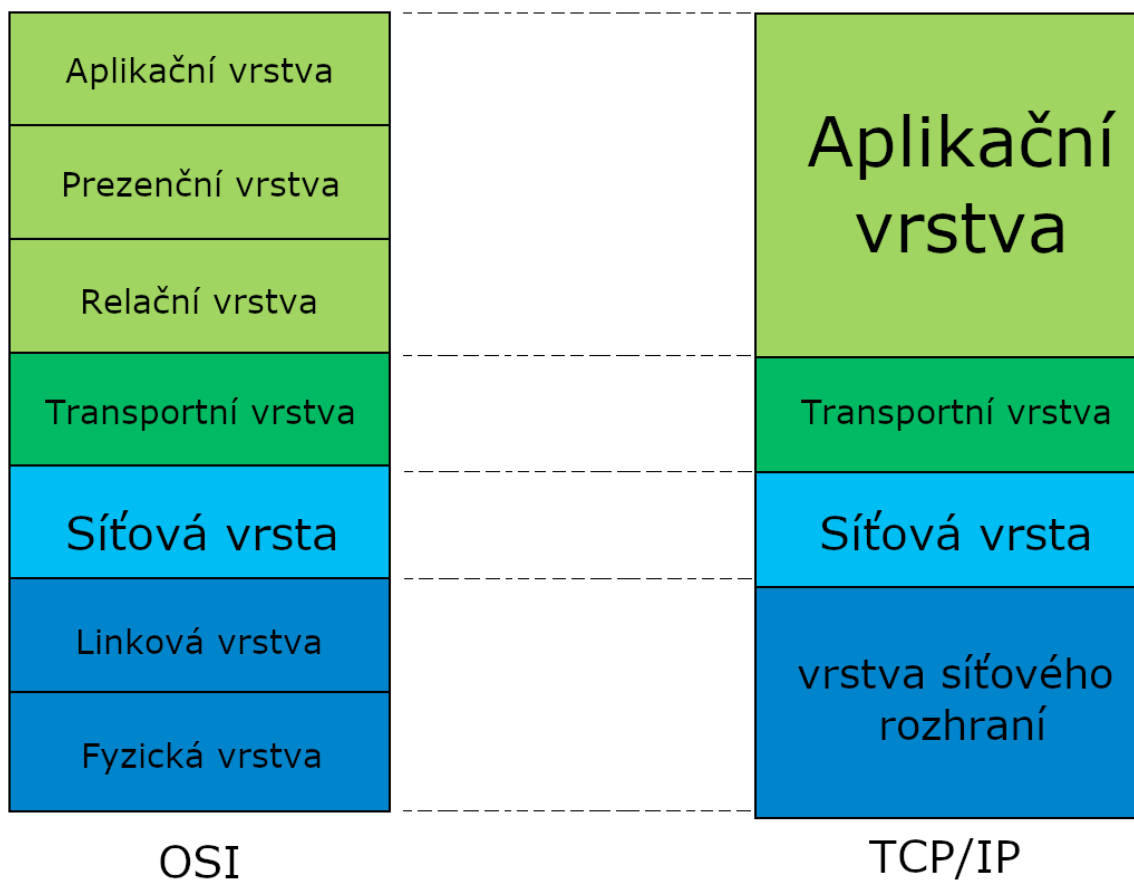 Aplikační vrstva
Prezenční vrstva
Relační vrstva
Transportní vrstva
Síťová vrsta
Linková vrstva
Fyzická vrstva
OSI
Aplikační
vrstva
Transportní vrstva
Síťová vrsta
vrstva síťového
rozhraní
TCP/IP